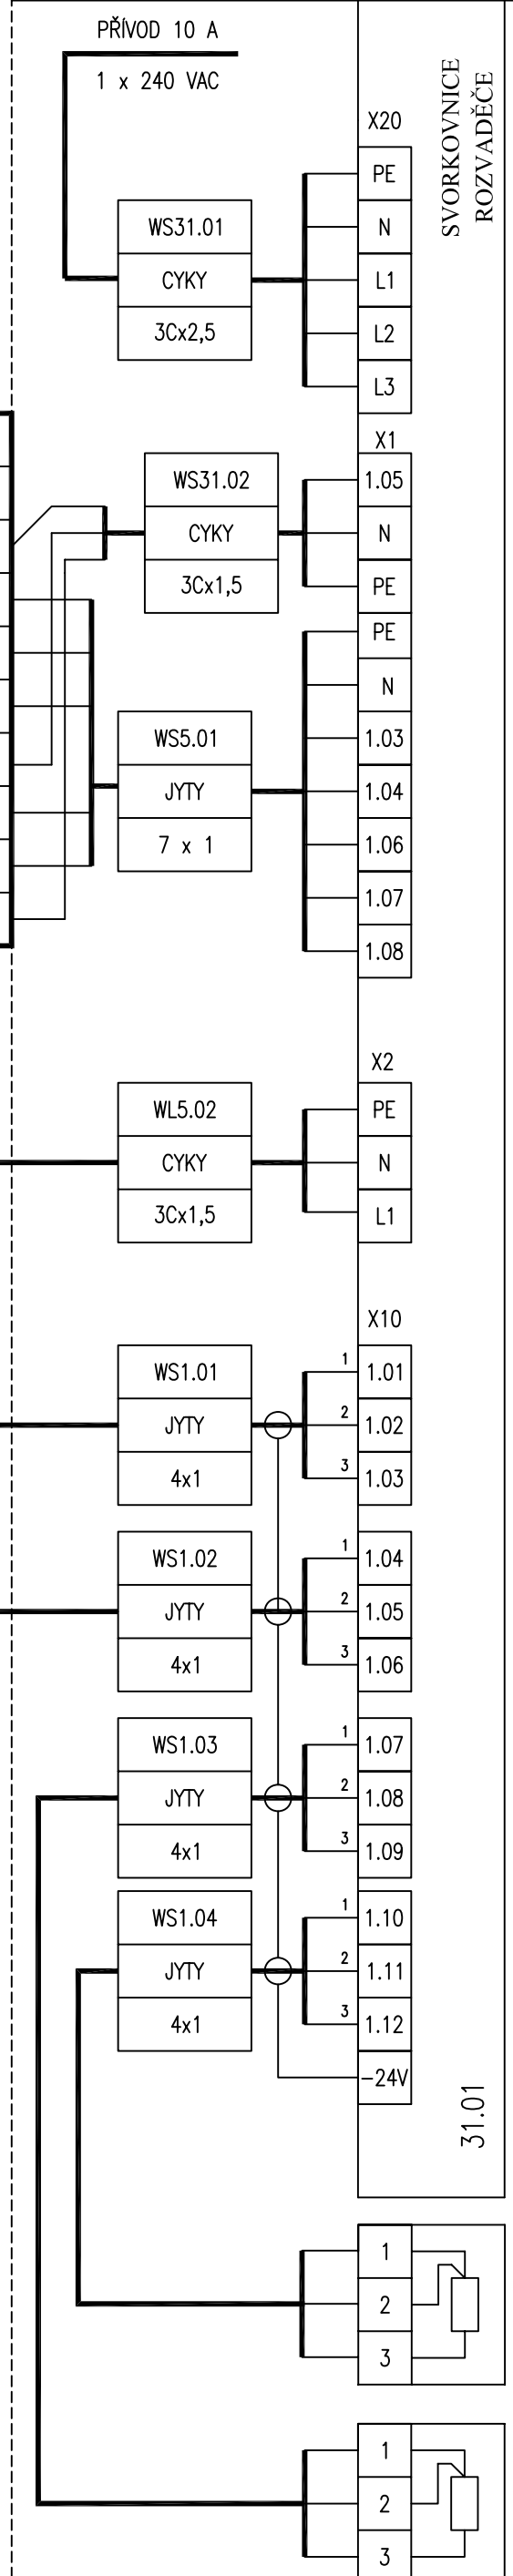 PŘÍVOD 10 A
1 x 240 VAC
SVORKOVNICE
ROZVADĚČE
X20
PE
WS31.01
N
CYKY
L1
3Cx2,5
L2
L3
X1
WS31.02
1.05
CYKY
N
3Cx1,5
PE
PE
N
WS5.01
1.03
JYTY
1.04
7 x 1
1.06
1.07
1.08
X2
WL5.02
PE
CYKY
N
3Cx1,5
L1
X10
WS1.01
1
1.01
JYTY
2
1.02
4x1
3
1.03
WS1.02
1
1.04
JYTY
2
1.05
4x1
3
1.06
WS1.03
1
1.07
JYTY
2
1.08
4x1
3
1.09
WS1.04
1
1.10
JYTY
2
1.11
4x1
3
1.12
-24V
31.01
1
2
3
1
2
3